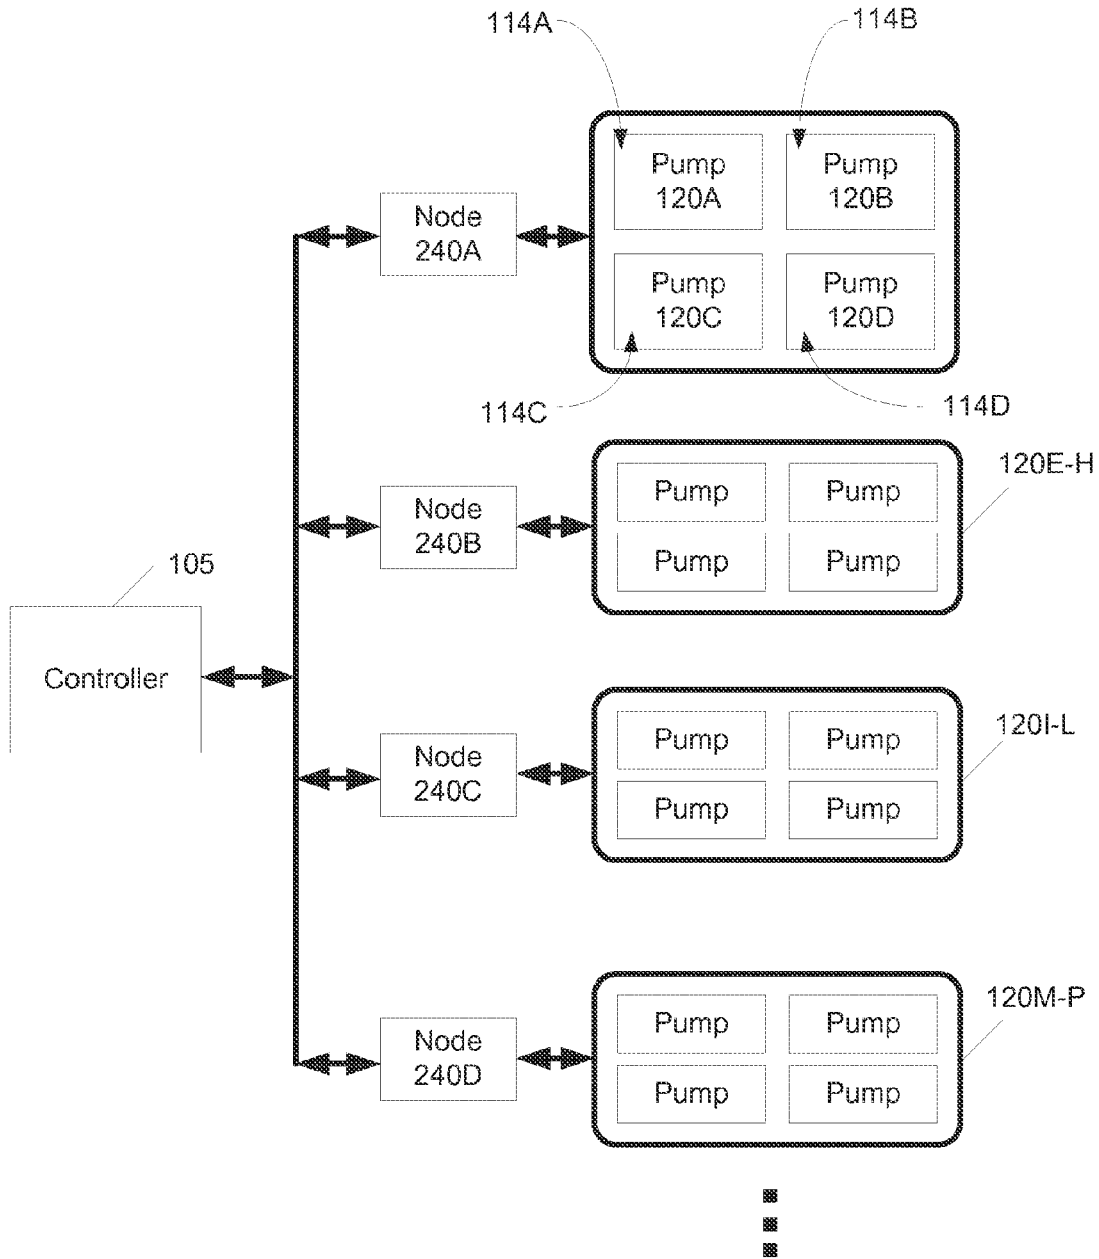 114A
114B
Pump
120A
Pump
120B
Node
240A
Pump
120C
Pump
120D
114C
114D
120E-H
Pump
Pump
Node
240B
Pump
Pump
105
Controller
120I-L
Pump
Pump
Node
240C
Pump
Pump
120M-P
Pump
Pump
Node
240D
Pump
Pump